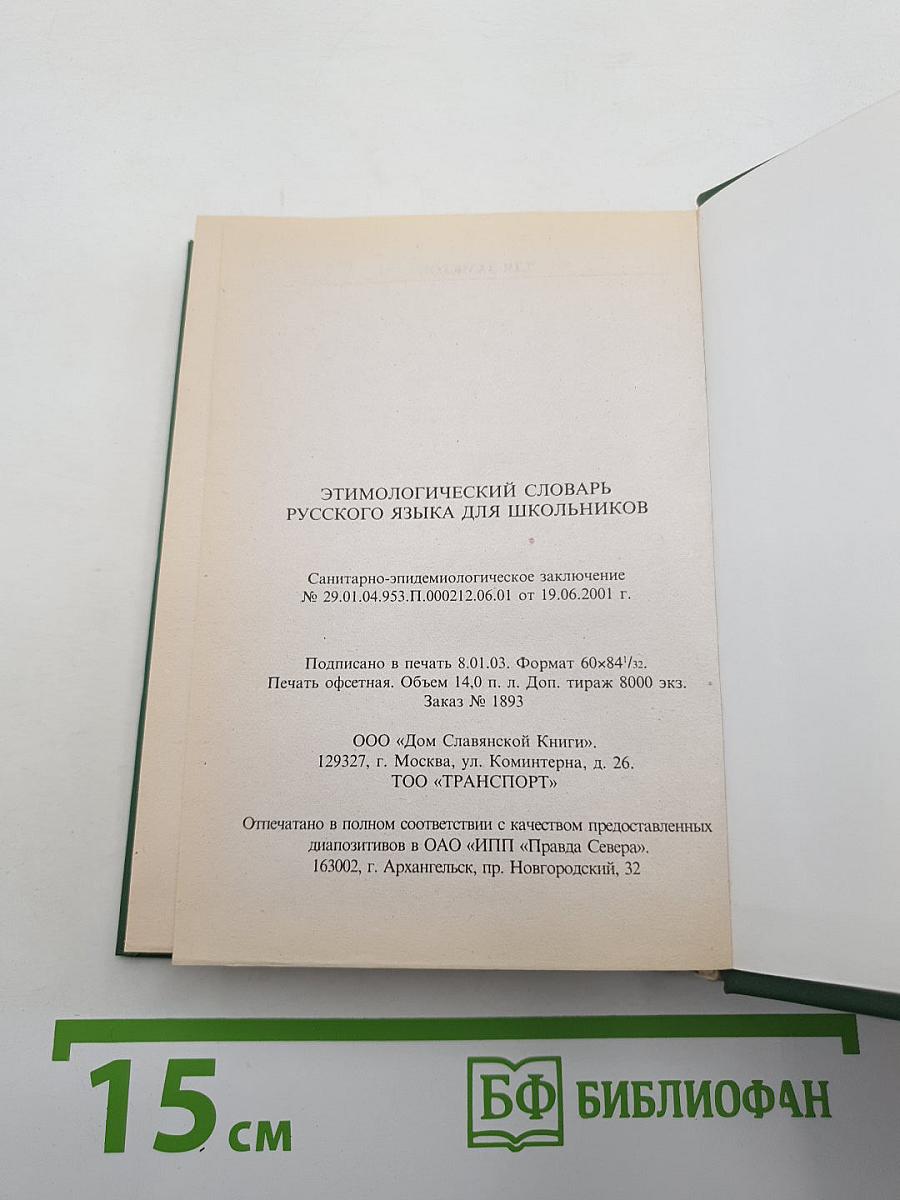 ЭТИМОЛОГИЧЕСКИЙ СЛОВАРЬ
РУССКОГО ЯЗЫКА ДЛЯ ШКОЛЬНИКОВ
Санитарно-эпидемиологическое заключение
№ 29.01.04.953.П.000212.06.01 от 19.06.2001 г.
Подписано в печать 8.01.03. Формат 60×84¹/₃₂.
Печать офсетная. Объем 14,0 п. л. Доп. тираж 8000 экз.
Заказ № 1893
ООО «Дом Славянской Книги».
129327, г. Москва, ул. Коминтерна, д. 26.
ТОО «ТРАНСПОРТ»
Отпечатано в полном соответствии с качеством предоставленных
диапозитивов в ОАО «ИПП «Правда Севера».
163002, г. Архангельск, пр. Новгородский, 32
15 см
БФ БИБЛИОФАН